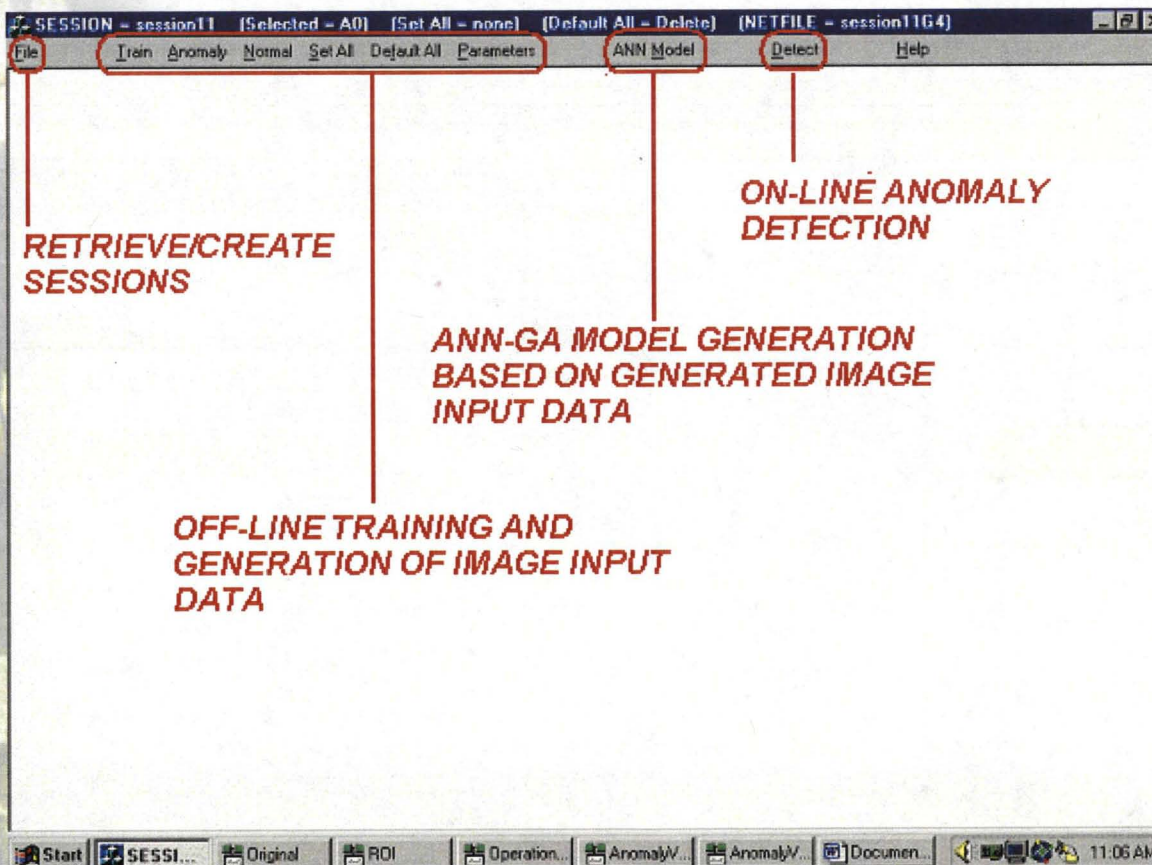 SESSION = session11 (Selected = A0) (Set All = none) (Default All = Delete) (NETFILE = session11G4)
File Train Anomaly Normal Set All Default All Parameters ANN Model Detect Help
ON-LINE ANOMALY
DETECTION
RETRIEVE/CREATE
SESSIONS
ANN-GA MODEL GENERATION
BASED ON GENERATED IMAGE
INPUT DATA
OFF-LINE TRAINING AND
GENERATION OF IMAGE INPUT
DATA
Start SESSI... Original ROI Operation... AnomalyV... AnomalyV... Documen... 11:06 AM